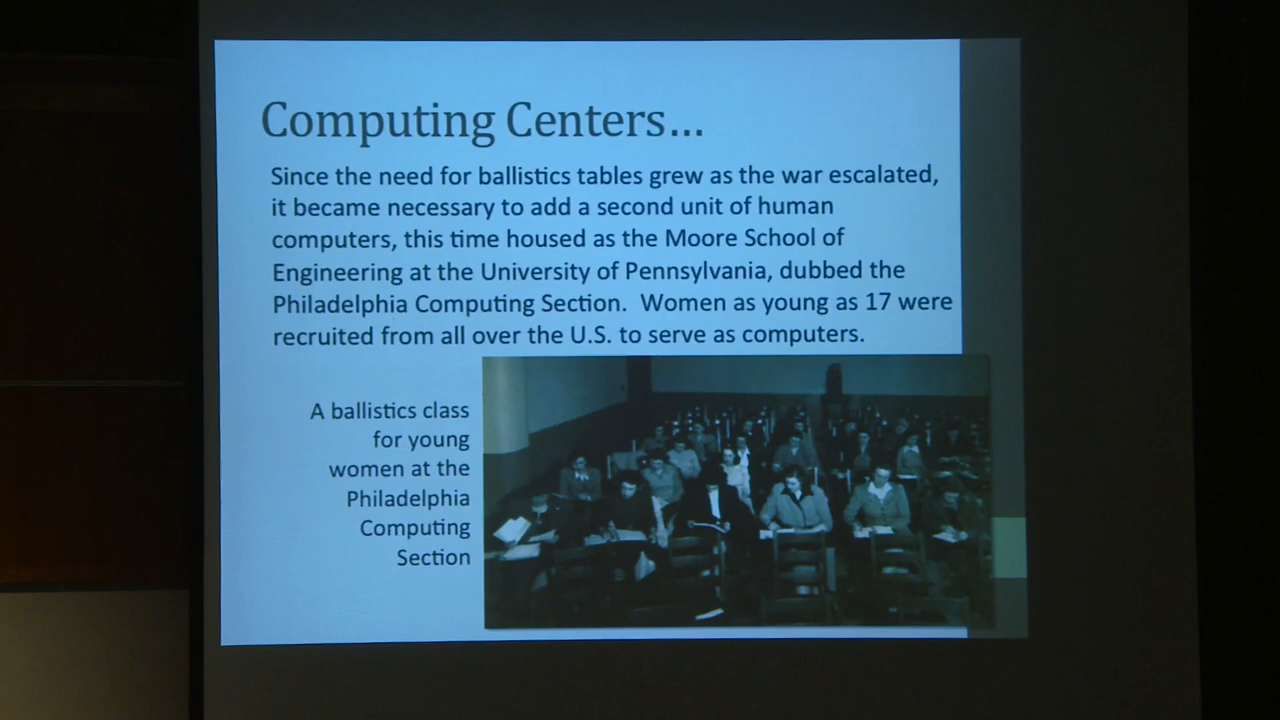 Computing Centers...
Since the need for ballistics tables grew as the war escalated,
it became necessary to add a second unit of human
computers, this time housed as the Moore School of
Engineering at the University of Pennsylvania, dubbed the
Philadelphia Computing Section.  Women as young as 17 were
recruited from all over the U.S. to serve as computers.
A ballistics class
for young
women at the
Philadelphia
Computing
Section